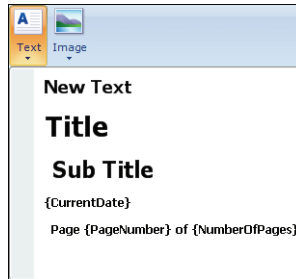 A
Text Image
New Text
Title
Sub Title
{CurrentDate}
Page {PageNumber} of {NumberOfPages}